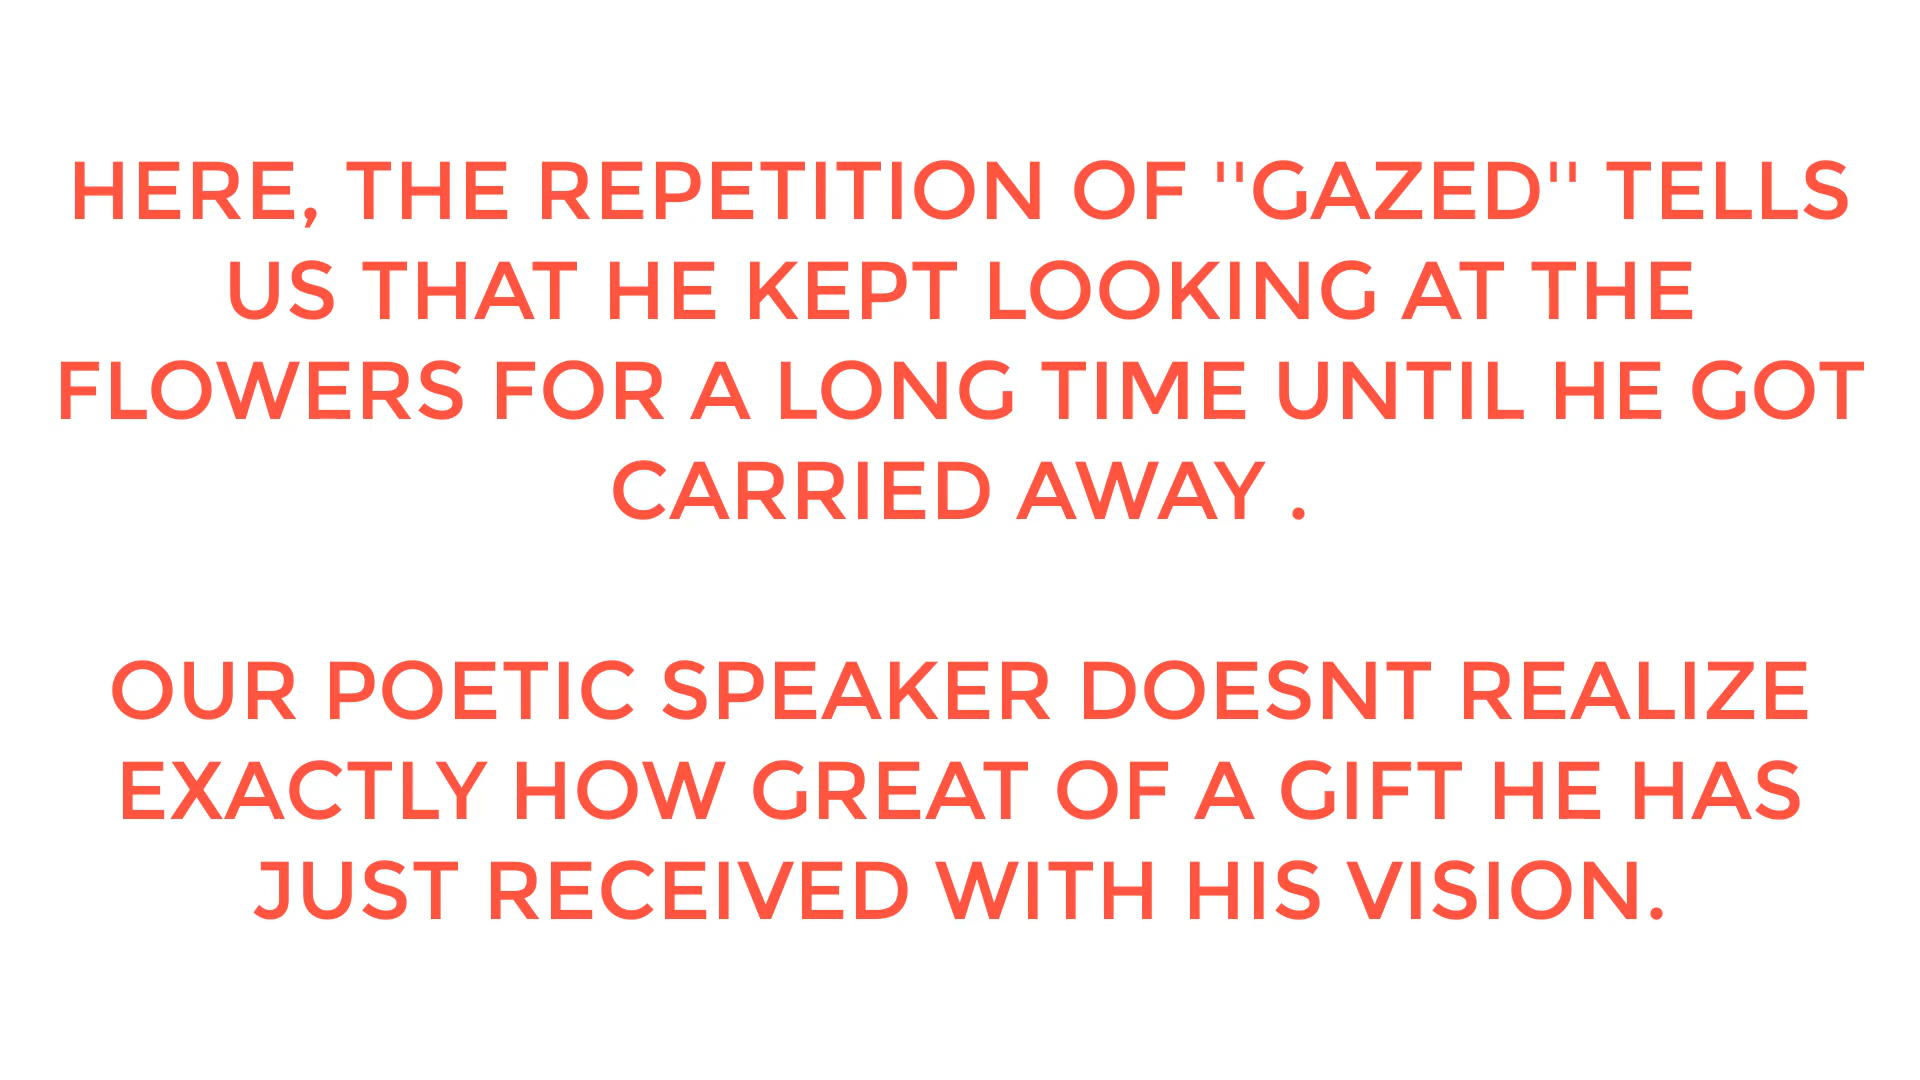 HERE, THE REPETITION OF "GAZED" TELLS
US THAT HE KEPT LOOKING AT THE
FLOWERS FOR A LONG TIME UNTIL HE GOT
CARRIED AWAY .
OUR POETIC SPEAKER DOESNT REALIZE
EXACTLY HOW GREAT OF A GIFT HE HAS
JUST RECEIVED WITH HIS VISION.